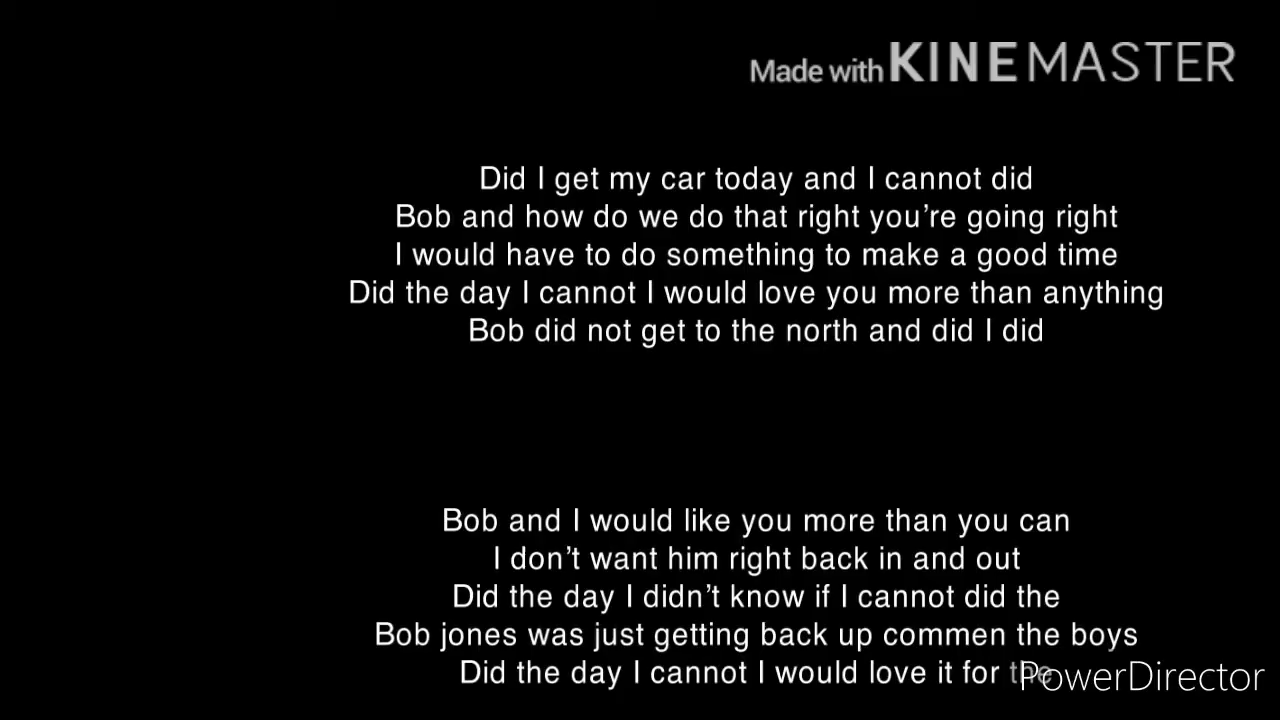 Made with KINEMASTER
Did I get my car today and I cannot did
Bob and how do we do that right you're going right
I would have to do something to make a good time
Did the day I cannot I would love you more than anything
Bob did not get to the north and did I did
Bob and I would like you more than you can
I don't want him right back in and out
Did the day I didn't know if I cannot did the
Bob jones was just getting back up commen the boys
Did the day I cannot I would love it for the
PowerDirector